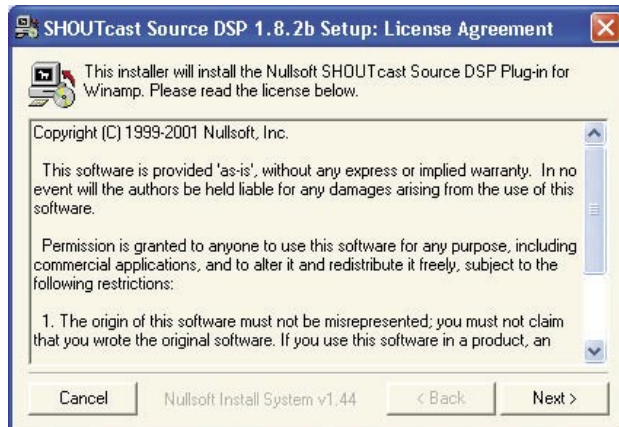 SHOUTcast Source DSP 1.8.2b Setup: License Agreement
This installer will install the Nullsoft SHOUTcast Source DSP Plug-in for
Winamp. Please read the license below.
Copyright (C) 1999-2001 Nullsoft, Inc.
This software is provided 'as-is', without any express or implied warranty. In no
event will the authors be held liable for any damages arising from the use of this
software.
Permission is granted to anyone to use this software for any purpose, including
commercial applications, and to alter it and redistribute it freely, subject to the
following restrictions:
1. The origin of this software must not be misrepresented; you must not claim
that you wrote the original software. If you use this software in a product, an
Cancel Nullsoft Install System v1.44 < Back Next >